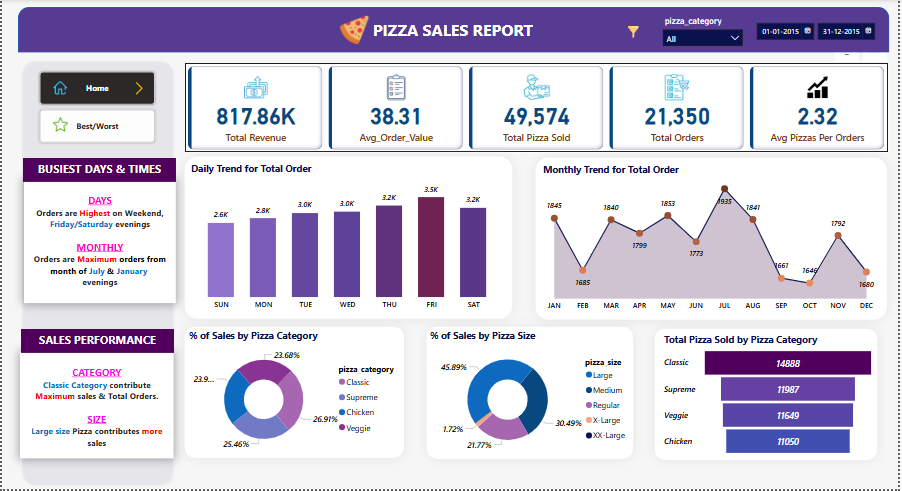 PIZZA SALES REPORT
pizza_category
All
01-01-2015
31-12-2015
Home
Best/Worst
817.86K
Total Revenue
38.31
Avg_Order_Value
49,574
Total Pizza Sold
21,350
Total Orders
2.32
Avg Pizzas Per Orders
BUSIEST DAYS & TIMES
DAYS
Orders are Highest on Weekend,
Friday/Saturday evenings
MONTHLY
Orders are Maximum orders from
month of July & January
evenings
Daily Trend for Total Order
2.6K
2.8K
3.0K
3.0K
3.2K
3.5K
3.2K
SUN MON TUE WED THU FRI SAT
Monthly Trend for Total Order
1845
1685
1840
1799
1853
1773
1935
1841
1661
1646
1792
1680
JAN FEB MAR APR MAY JUN JUL AUG SEP OCT NOV DEC
SALES PERFORMANCE
CATEGORY
Classic Category contribute
Maximum sales & Total Orders.
SIZE
Large size Pizza contributes more
sales
% of Sales by Pizza Category
23.68%
23.9...
26.91%
25.46%
pizza_category
Classic
Supreme
Chicken
Veggie
% of Sales by Pizza Size
45.89%
1.72%
21.77%
30.49%
pizza_size
Large
Medium
Regular
X-Large
XX-Large
Total Pizza Sold by Pizza Category
Classic 14888
Supreme 11987
Veggie 11649
Chicken 11050